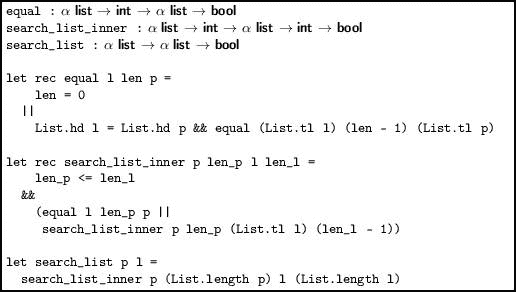 equal : α list → int → α list → bool
search_list_inner : α list → int → α list → int → bool
search_list : α list → α list → bool
let rec equal l len p =
len = 0
||
List.hd l = List.hd p && equal (List.tl l) (len - 1) (List.tl p)
let rec search_list_inner p len_p l len_l =
len_p <= len_l
&&
(equal l len_p p ||
search_list_inner p len_p (List.tl l) (len_l - 1))
let search_list p l =
search_list_inner p (List.length p) l (List.length l)